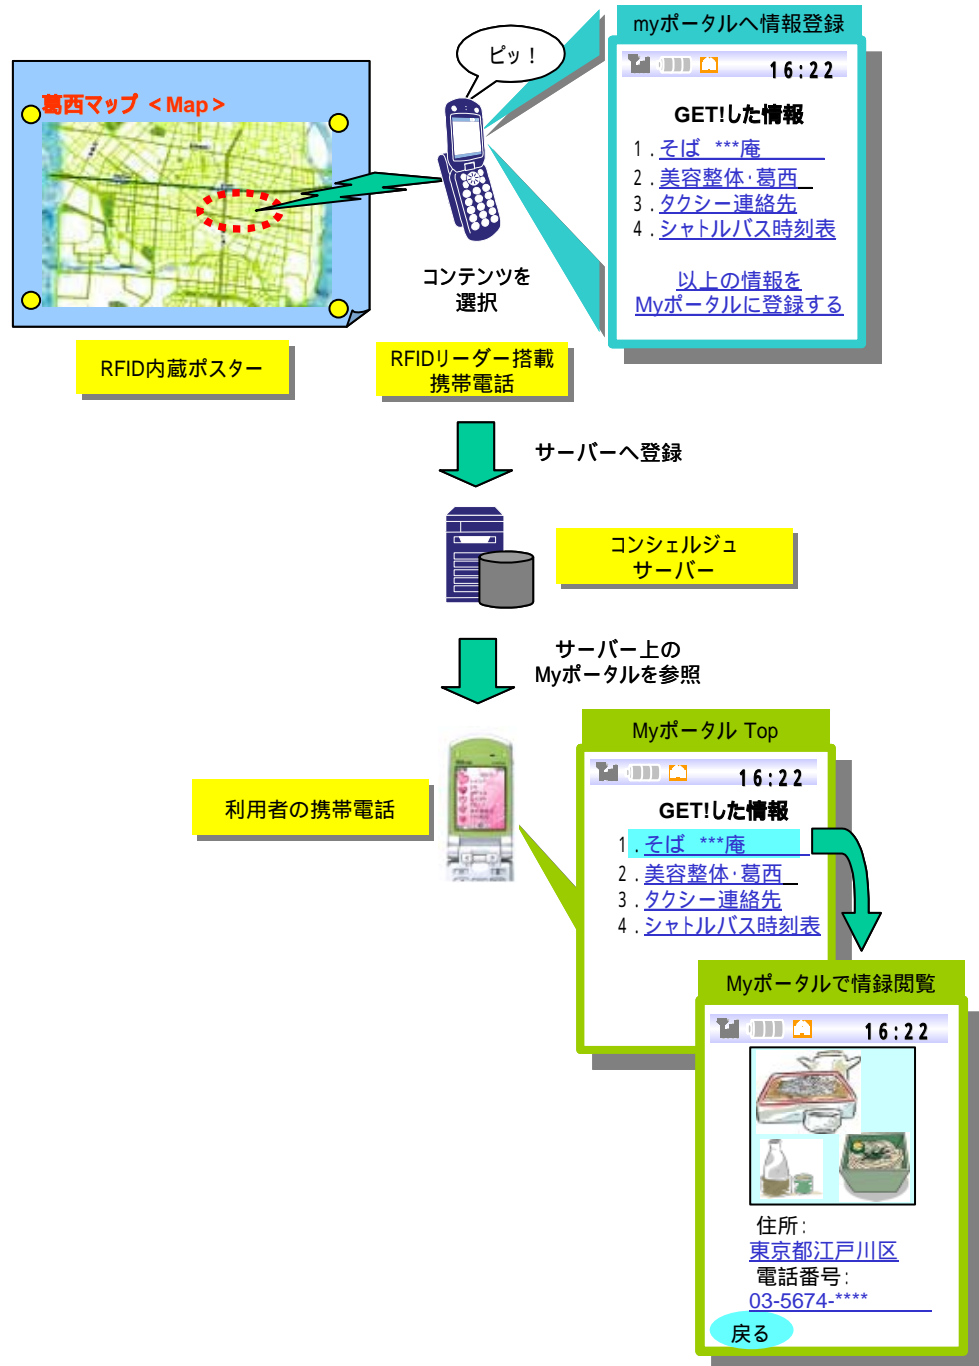 myポータルへ情報登録
ピッ！
16:22
葛西マップ ＜Map＞
GET!した情報
1．そば ***庵
2．美容整体･葛西
3．タクシー連絡先
4．シャトルバス時刻表
コンテンツを
選択
以上の情報を
Myポータルに登録する
RFID内蔵ポスター
RFIDリーダー搭載
携帯電話
サーバーへ登録
コンシェルジュ
サーバー
サーバー上の
Myポータルを参照
Myポータル Top
16:22
利用者の携帯電話
GET!した情報
1．そば ***庵
2．美容整体･葛西
3．タクシー連絡先
4．シャトルバス時刻表
Myポータルで情録閲覧
16:22
住所:
東京都江戸川区
電話番号:
03-5674-****
戻る